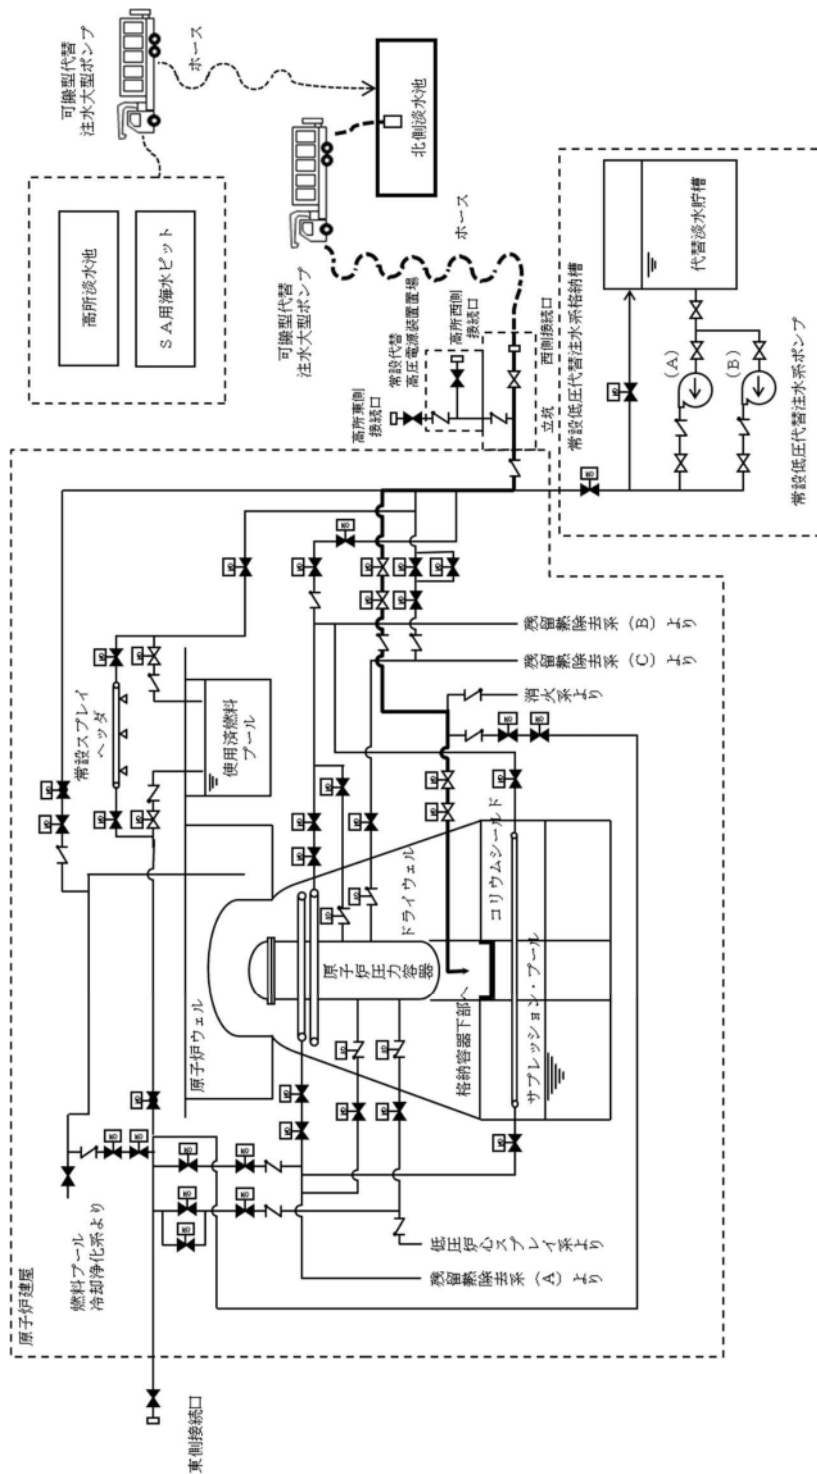 原子炉建屋
東側接続口
燃料プール
冷却浄化系より
原子炉ウェル
常設スプレイ
ヘッダ
使用済燃料
プール
原子炉圧力容器
ドライウェル
格納容器下部へ
コリウムシールド
サプレッション・プール
低圧炉心スプレイ系より
残留熱除去系（A）より
残留熱除去系（B）より
残留熱除去系（C）より
消火系より
高所東側
接続口
常設代替
高圧電源装置置場
高所西側
接続口
西側接続口
立坑
高所淡水池
ＳＡ用海水ピット
可搬型代替
注水大型ポンプ
ホース
可搬型代替
注水大型ポンプ
ホース
北側淡水池
常設低圧代替注水系格納槽
代替淡水貯槽
（A）
（B）
常設低圧代替注水系ポンプ